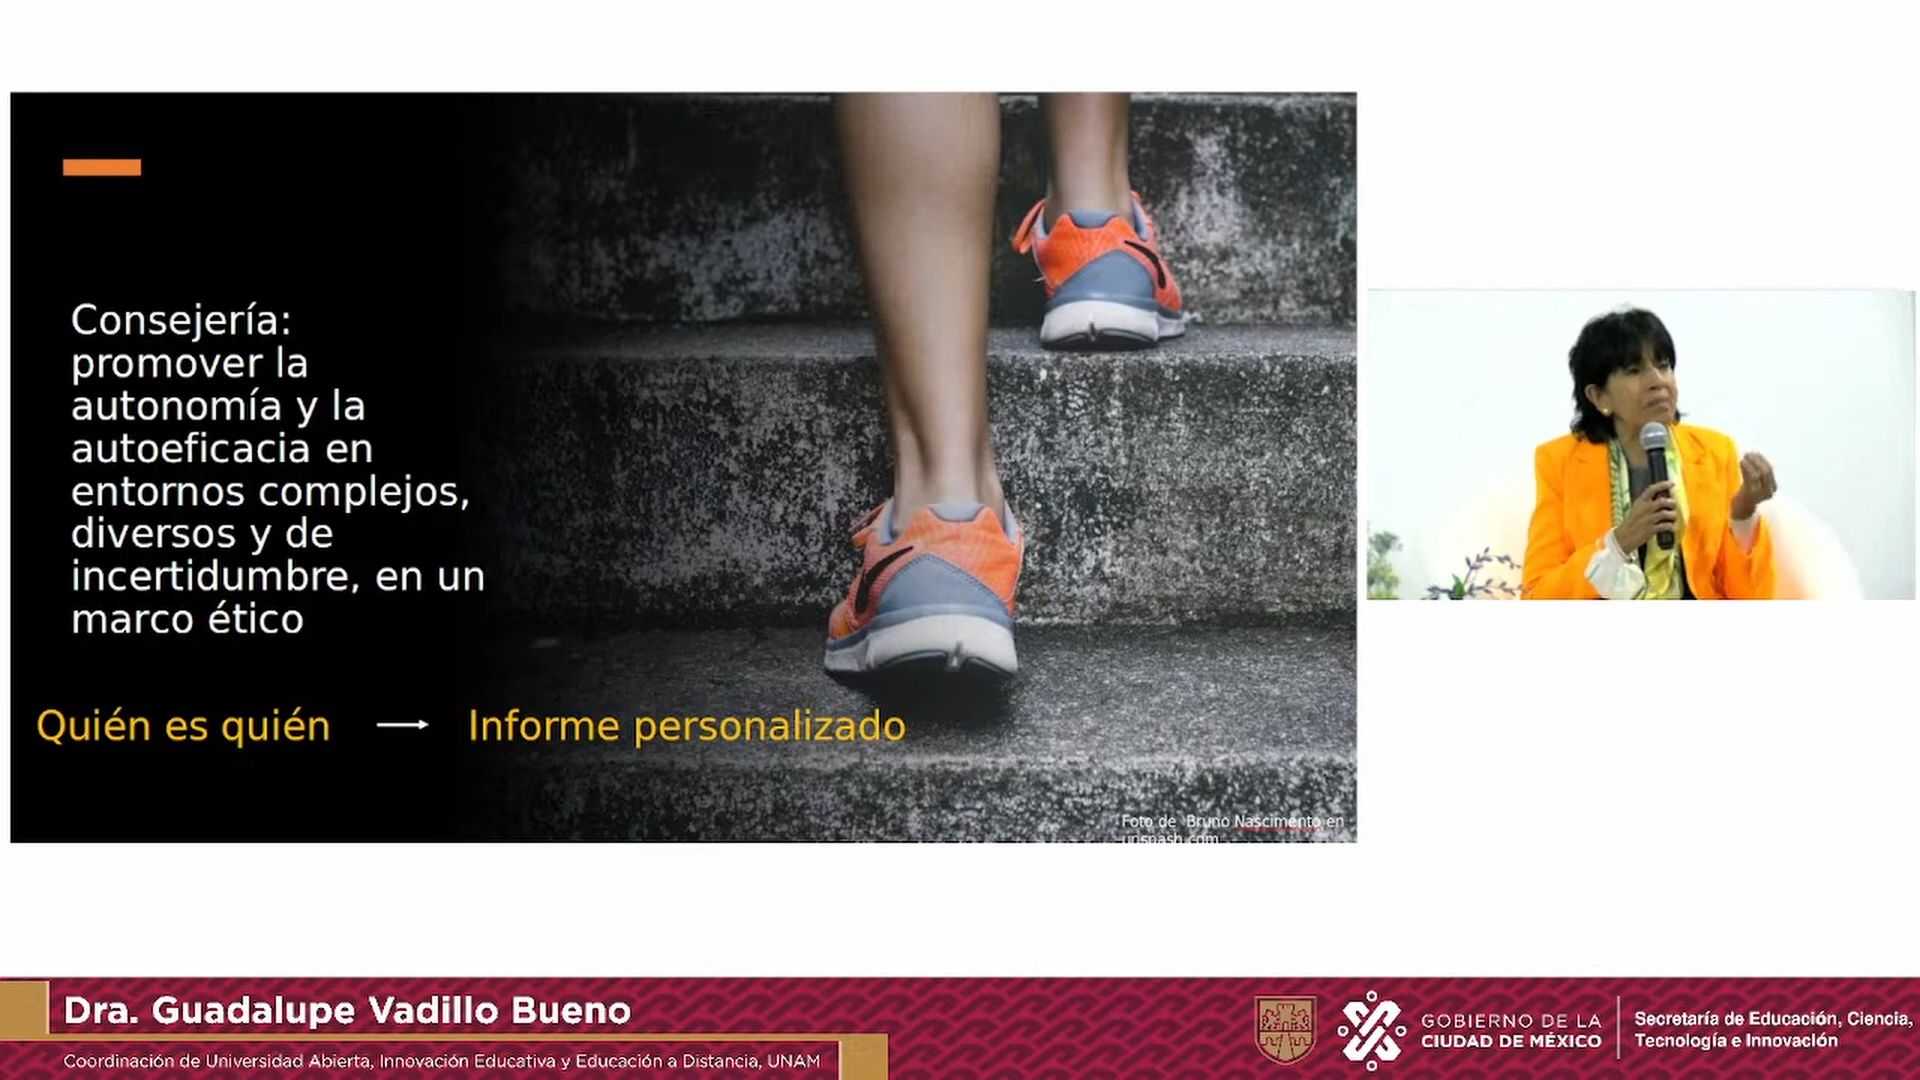 Consejería:
promover la
autonomía y la
autoeficacia en
entornos complejos,
diversos y de
incertidumbre, en un
marco ético
Quién es quién → Informe personalizado
Foto de Bruno Nascimento en
unspash.com
Dra. Guadalupe Vadillo Bueno
Coordinación de Universidad Abierta, Innovación Educativa y Educación a Distancia, UNAM
GOBIERNO DE LA
CIUDAD DE MÉXICO
Secretaría de Educación, Ciencia,
Tecnología e Innovación